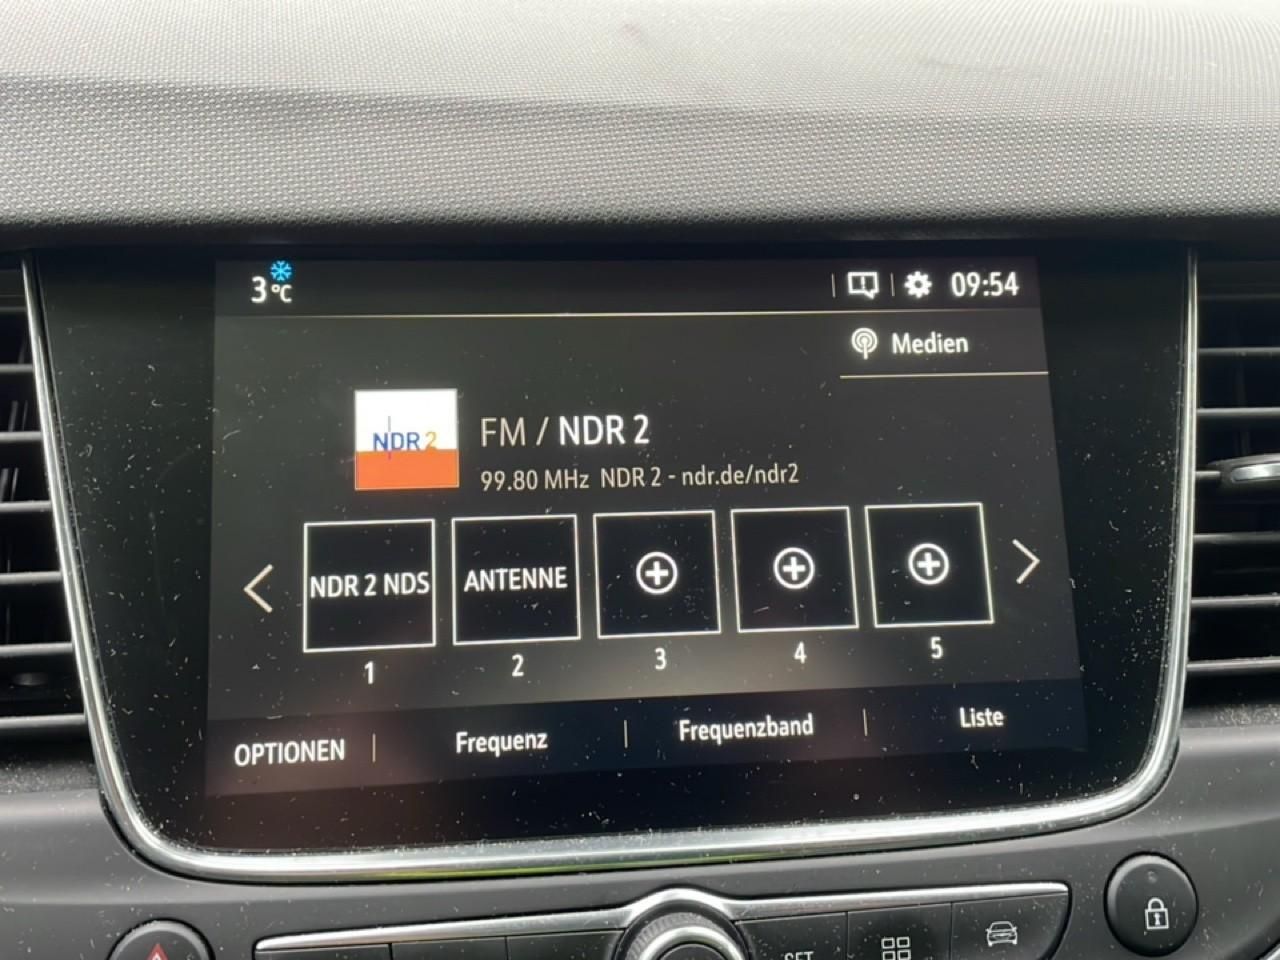 3 °C
09:54
Medien
NDR 2
FM / NDR 2
99.80 MHz NDR 2 - ndr.de/ndr2
NDR 2 NDS ANTENNE
1 2 3 4 5
OPTIONEN Frequenz Frequenzband Liste
SET